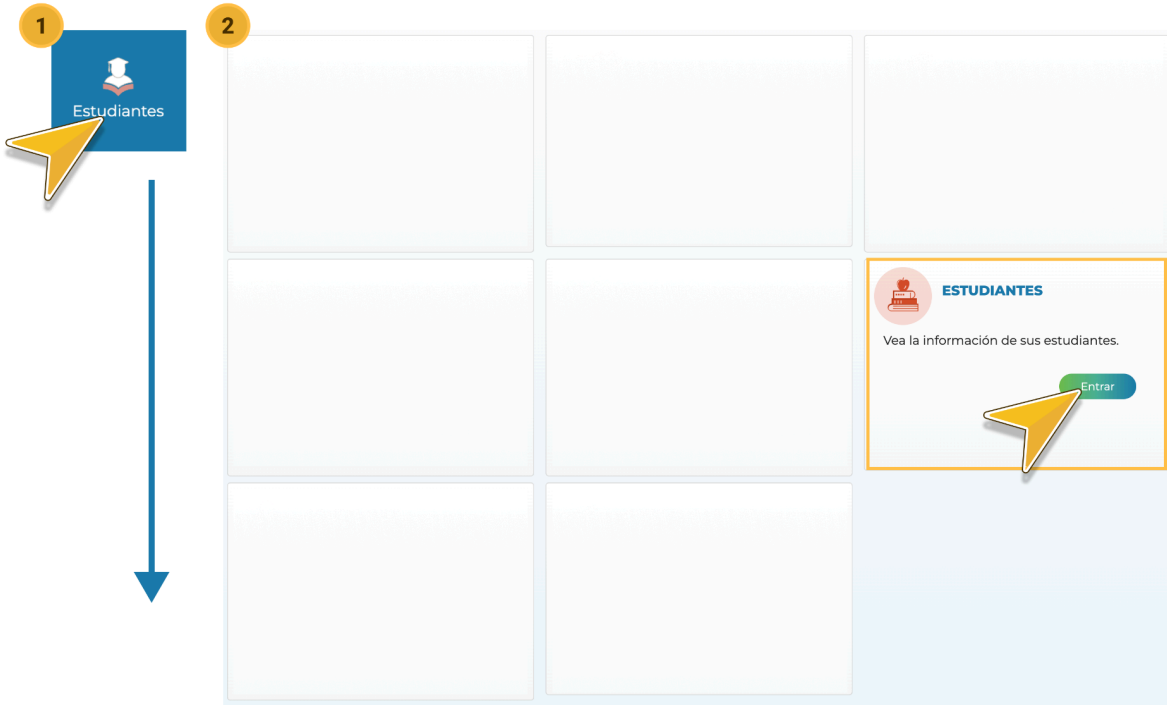 1
Estudiantes
2
ESTUDIANTES
Vea la información de sus estudiantes.
Entrar